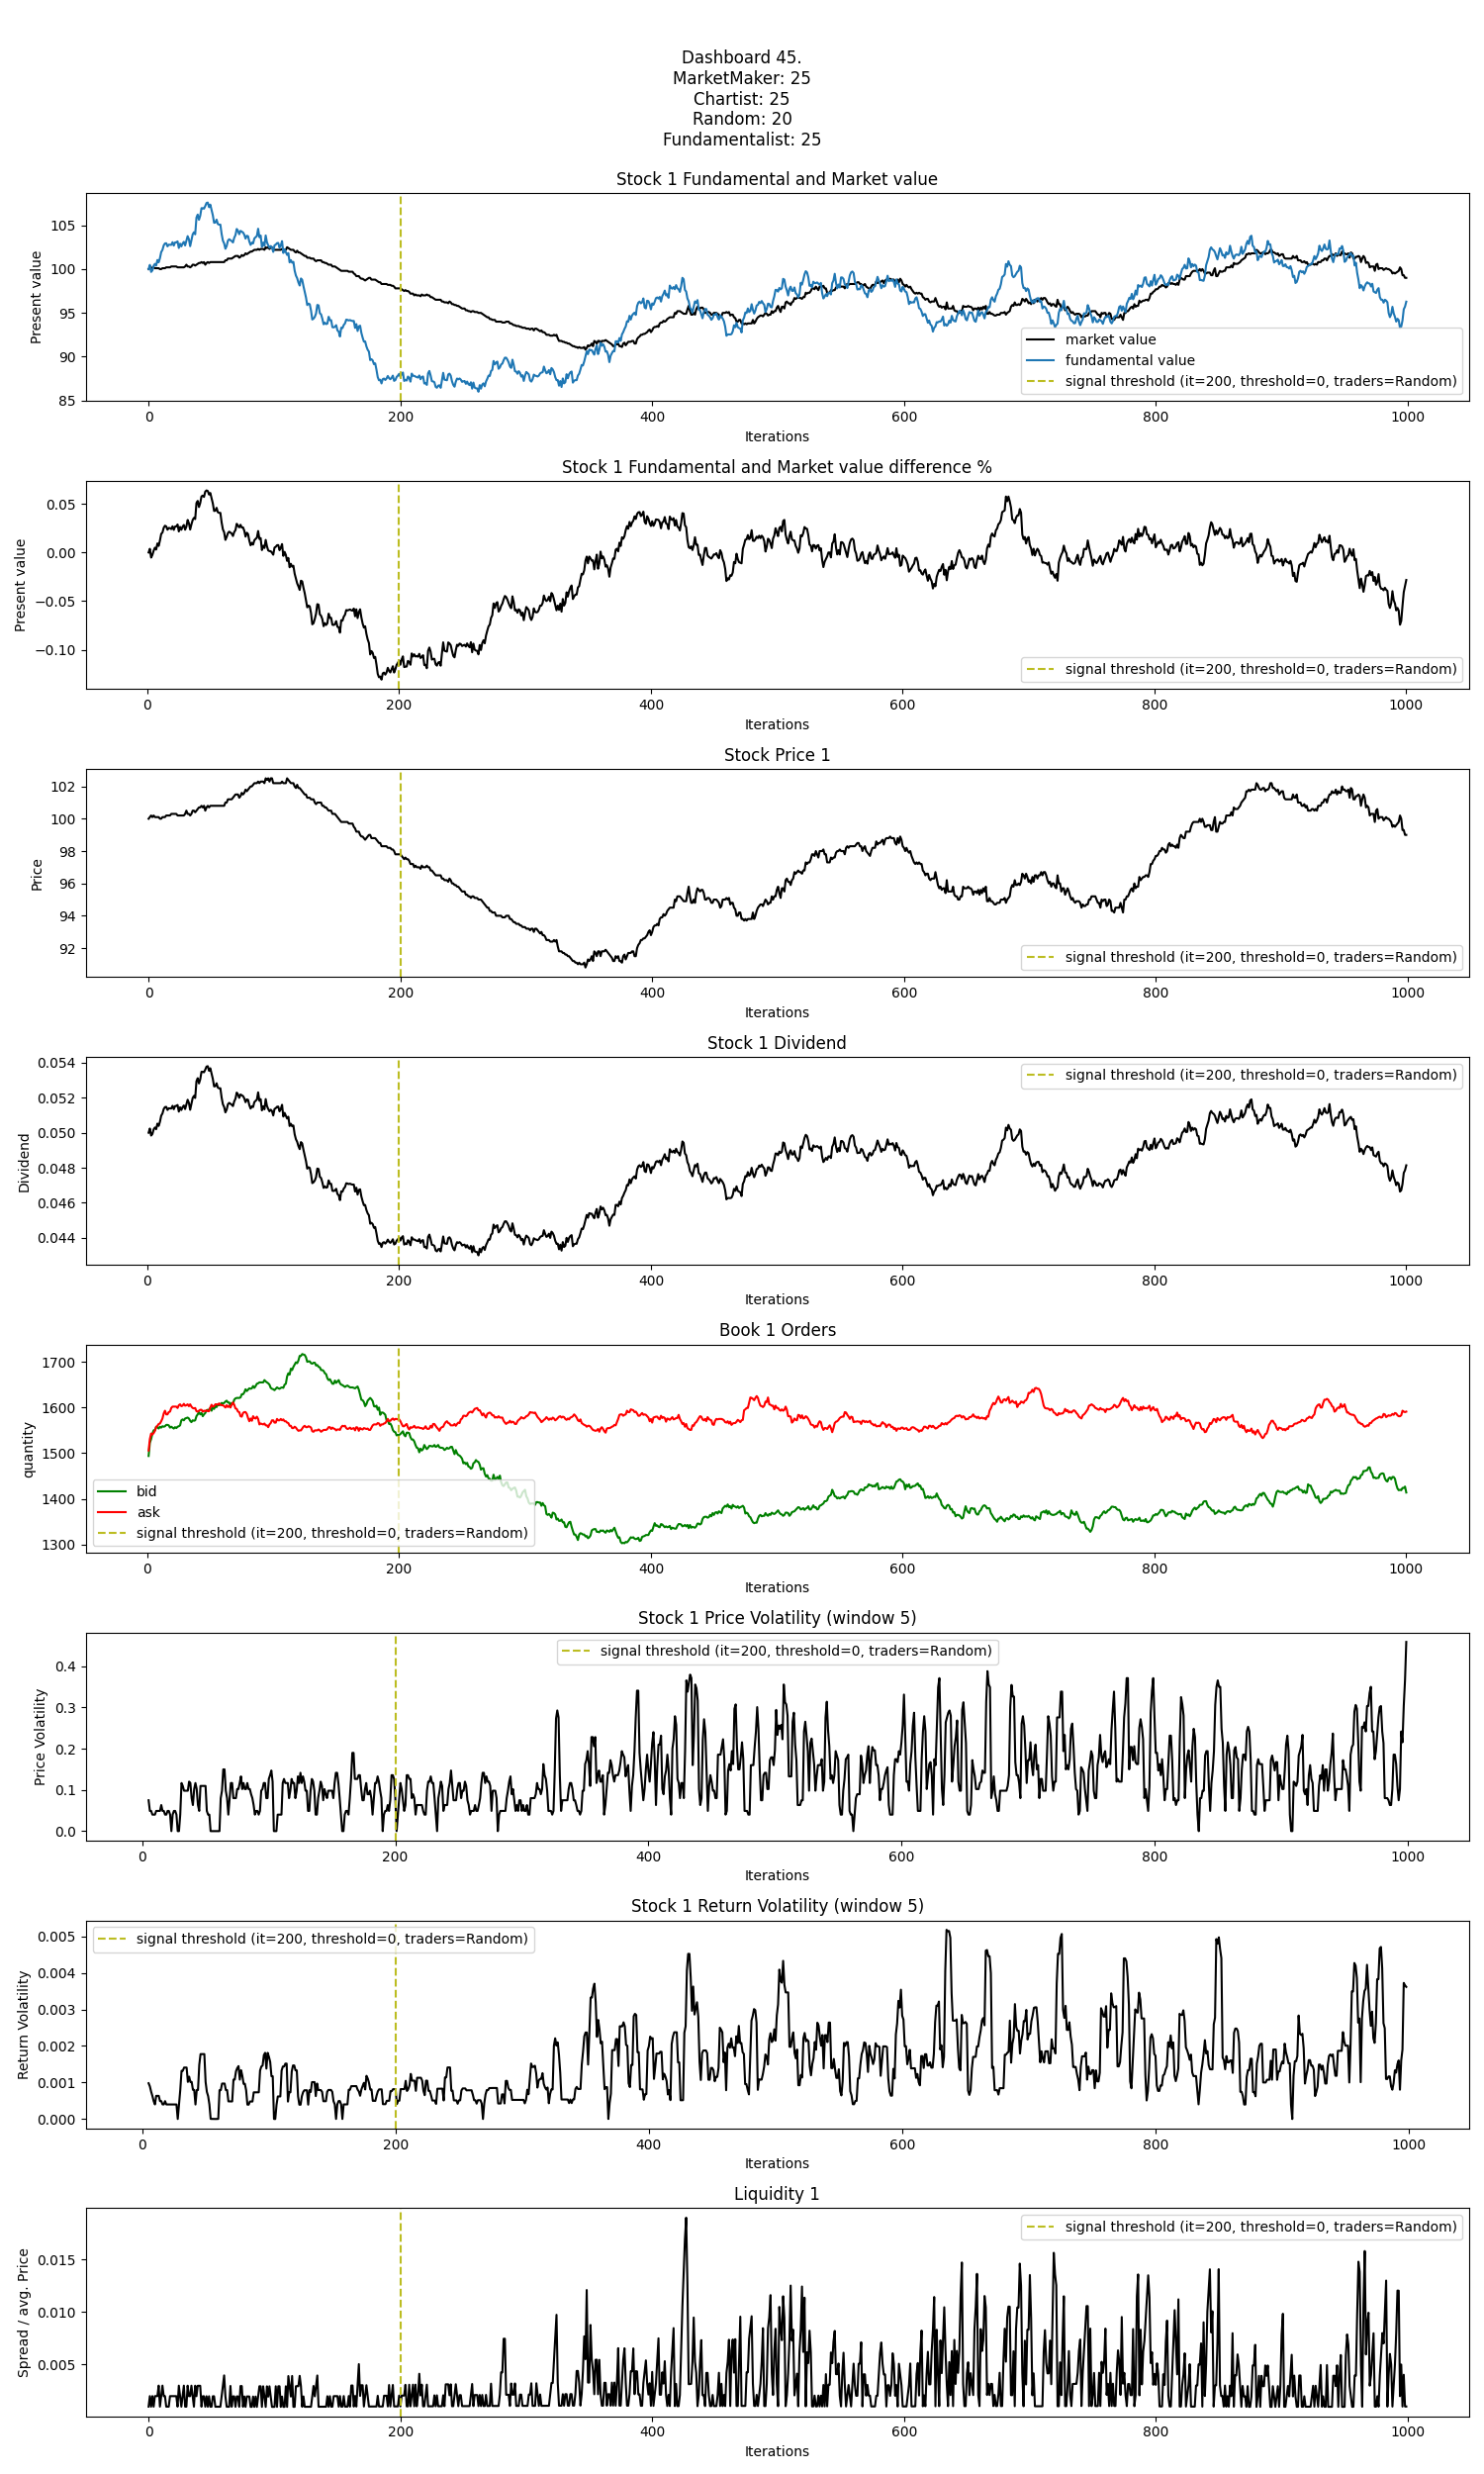 Dashboard 45.
MarketMaker: 25
Chartist: 25
Random: 20
Fundamentalist: 25
Stock 1 Fundamental and Market value
Present value
105
100
95
90
85
market value
fundamental value
signal threshold (it=200, threshold=0, traders=Random)
0 200 400 600 800 1000
Iterations
Stock 1 Fundamental and Market value difference %
Present value
0.05
0.00
−0.05
−0.10
signal threshold (it=200, threshold=0, traders=Random)
0 200 400 600 800 1000
Iterations
Stock Price 1
Price
102
100
98
96
94
92
signal threshold (it=200, threshold=0, traders=Random)
0 200 400 600 800 1000
Iterations
Stock 1 Dividend
Dividend
0.054
0.052
0.050
0.048
0.046
0.044
signal threshold (it=200, threshold=0, traders=Random)
0 200 400 600 800 1000
Iterations
Book 1 Orders
quantity
1700
1600
1500
1400
1300
bid
ask
signal threshold (it=200, threshold=0, traders=Random)
0 200 400 600 800 1000
Iterations
Stock 1 Price Volatility (window 5)
Price Volatility
0.4
0.3
0.2
0.1
0.0
signal threshold (it=200, threshold=0, traders=Random)
0 200 400 600 800 1000
Iterations
Stock 1 Return Volatility (window 5)
Return Volatility
0.005
0.004
0.003
0.002
0.001
0.000
signal threshold (it=200, threshold=0, traders=Random)
0 200 400 600 800 1000
Iterations
Liquidity 1
Spread / avg. Price
0.015
0.010
0.005
signal threshold (it=200, threshold=0, traders=Random)
0 200 400 600 800 1000
Iterations